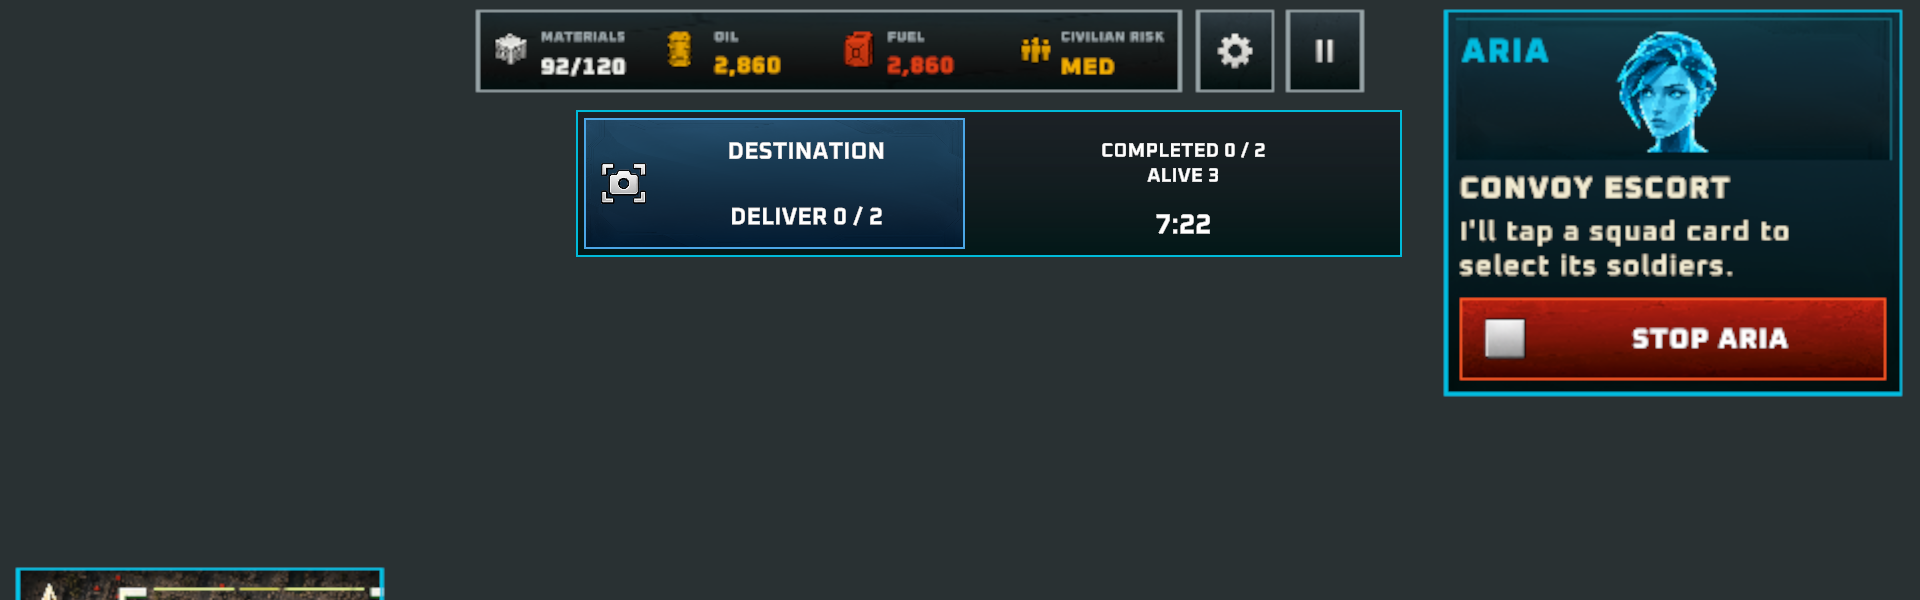 MATERIALS
92/120
OIL
2,860
FUEL
2,860
CIVILIAN RISK
MED
DESTINATION
DELIVER 0 / 2
COMPLETED 0 / 2
ALIVE 3
7:22
ARIA
CONVOY ESCORT
I'll tap a squad card to
select its soldiers.
STOP ARIA